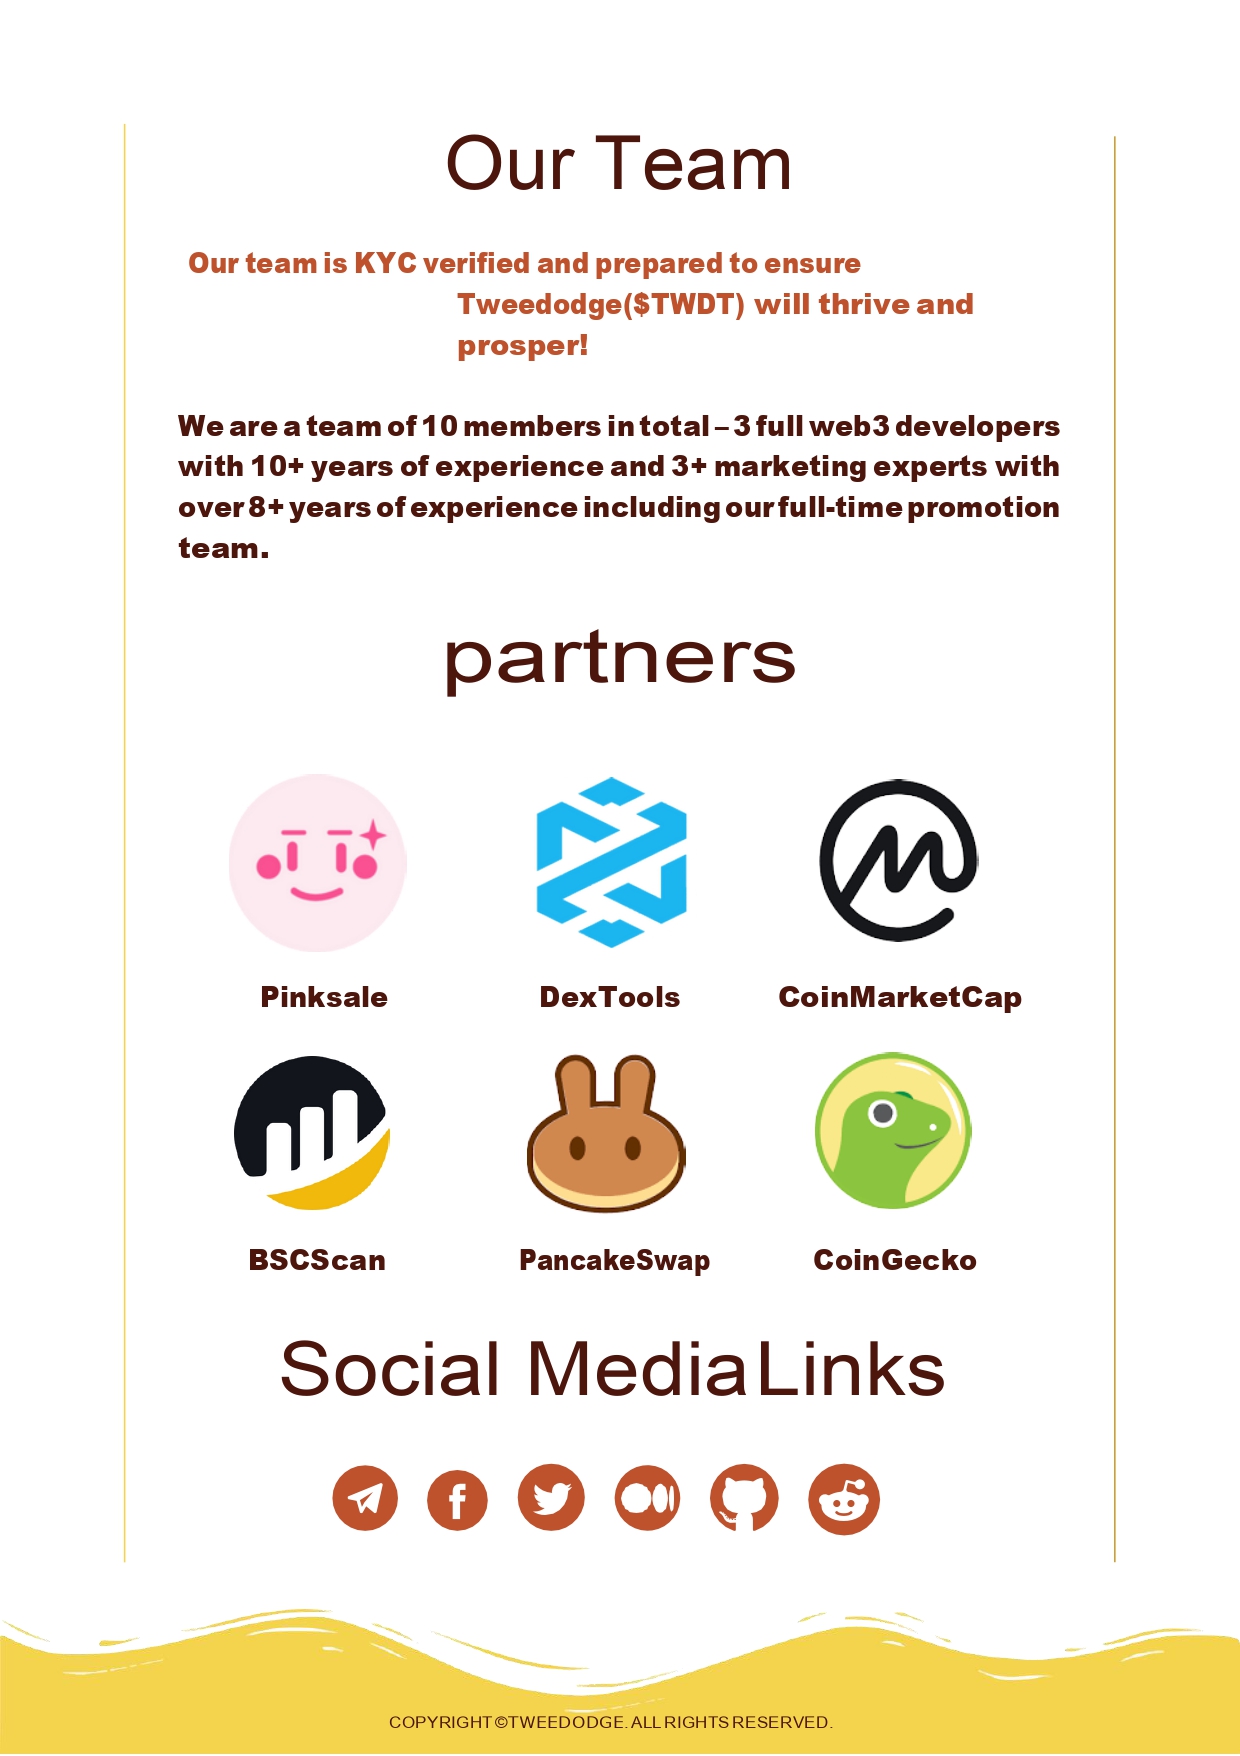 Our Team
Our team is KYC verified and prepared to ensure
Tweedodge($TWDT) will thrive and
prosper!
We are a team of 10 members in total – 3 full web3 developers
with 10+ years of experience and 3+ marketing experts with
over 8+ years of experience including our full-time promotion
team.
partners
Pinksale DexTools CoinMarketCap
BSCScan PancakeSwap CoinGecko
Social Media Links
COPYRIGHT ©TWEEDODGE. ALL RIGHTS RESERVED.